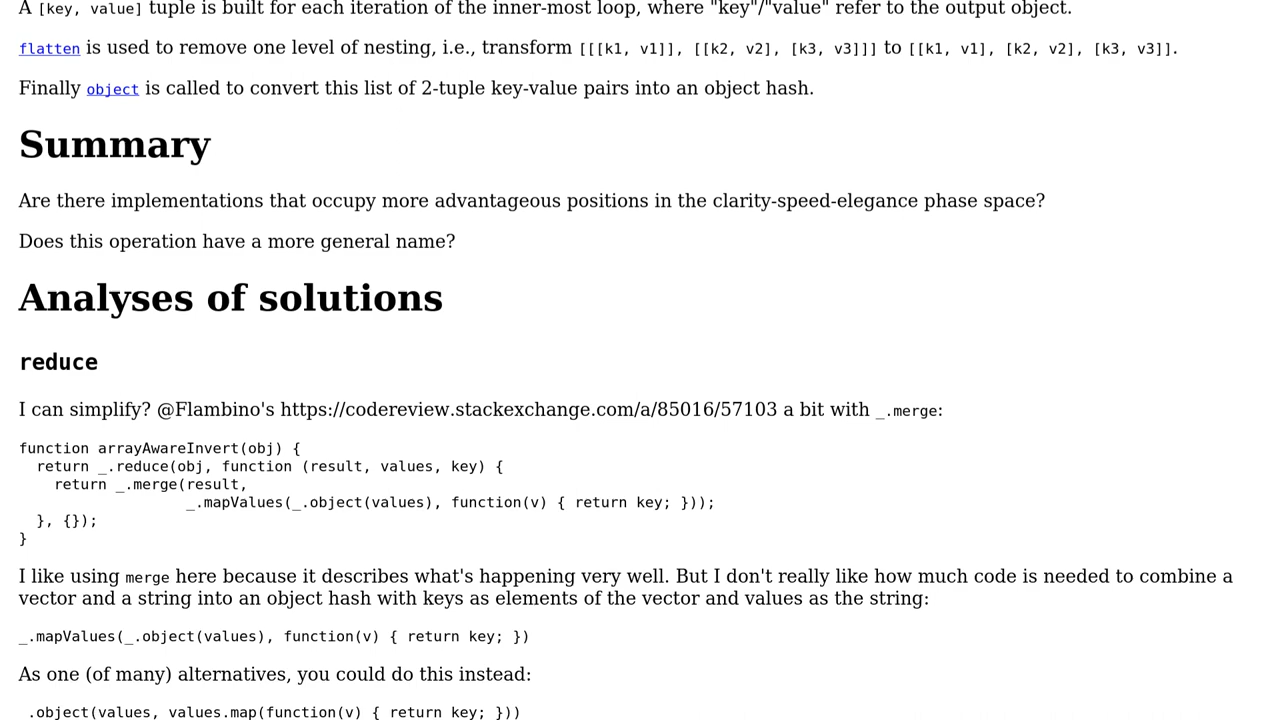 A [key, value] tuple is built for each iteration of the inner-most loop, where "key"/"value" refer to the output object.
flatten is used to remove one level of nesting, i.e., transform [[[k1, v1]], [[k2, v2], [k3, v3]]] to [[k1, v1], [k2, v2], [k3, v3]].
Finally object is called to convert this list of 2-tuple key-value pairs into an object hash.
Summary
Are there implementations that occupy more advantageous positions in the clarity-speed-elegance phase space?
Does this operation have a more general name?
Analyses of solutions
reduce
I can simplify? @Flambino's https://codereview.stackexchange.com/a/85016/57103 a bit with _.merge:
function arrayAwareInvert(obj) {
  return _.reduce(obj, function (result, values, key) {
    return _.merge(result,
                   _.mapValues(_.object(values), function(v) { return key; }));
  }, {});
}
I like using merge here because it describes what's happening very well. But I don't really like how much code is needed to combine a
vector and a string into an object hash with keys as elements of the vector and values as the string:
_.mapValues(_.object(values), function(v) { return key; })
As one (of many) alternatives, you could do this instead:
.object(values, values.map(function(v) { return key; }))